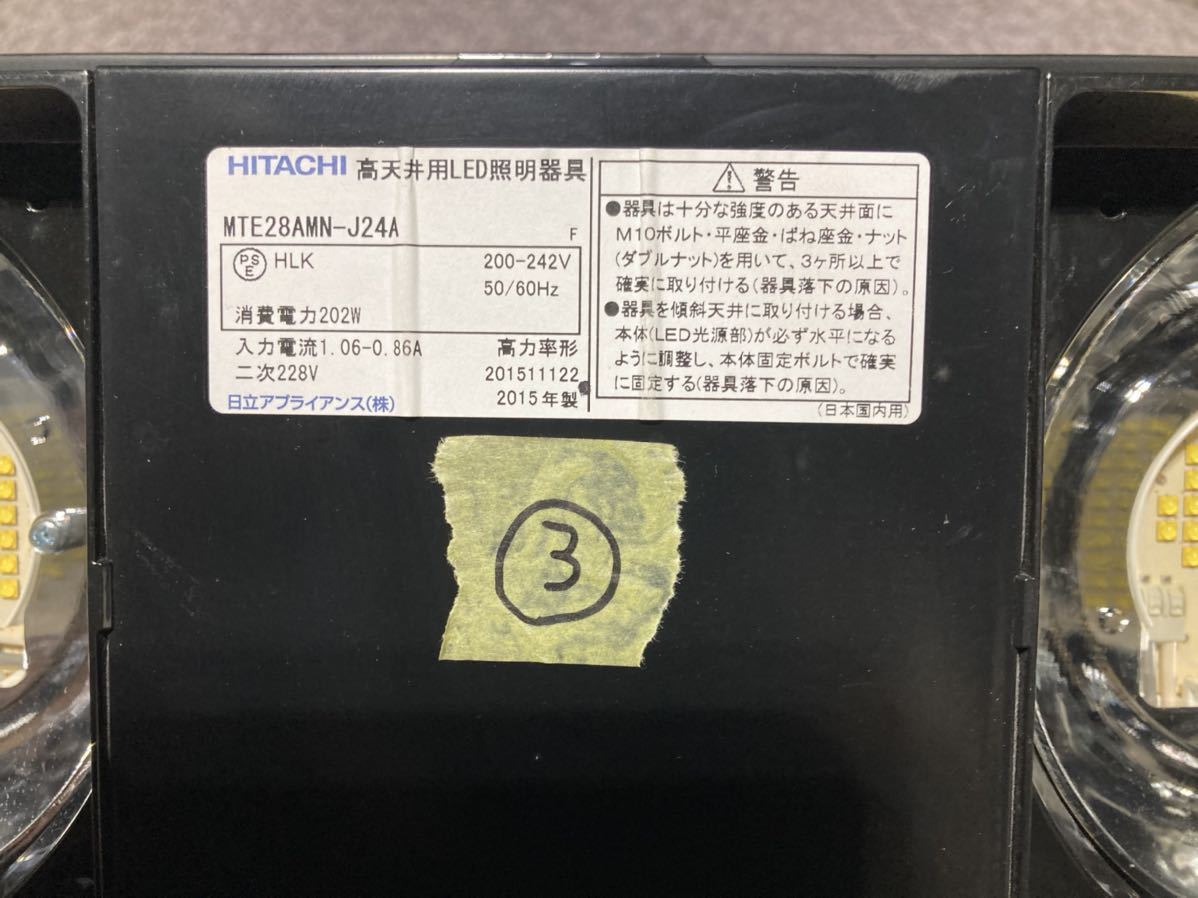 HITACHI 高天井用LED照明器具
MTE28AMN-J24A F
PSE HLK 200-242V
50/60Hz
消費電力202W
入力電流1.06-0.86A 高力率形
二次228V 201511122
2015年製
日立アプライアンス(株)
⚠ 警告
●器具は十分な強度のある天井面に
M10ボルト・平座金・ばね座金・ナット
(ダブルナット)を用いて、3ヶ所以上で
確実に取り付ける(器具落下の原因)。
●器具を傾斜天井に取り付ける場合、
本体(LED光源部)が必ず水平になる
ように調整し、本体固定ボルトで確実
に固定する(器具落下の原因)。
(日本国内用)
③